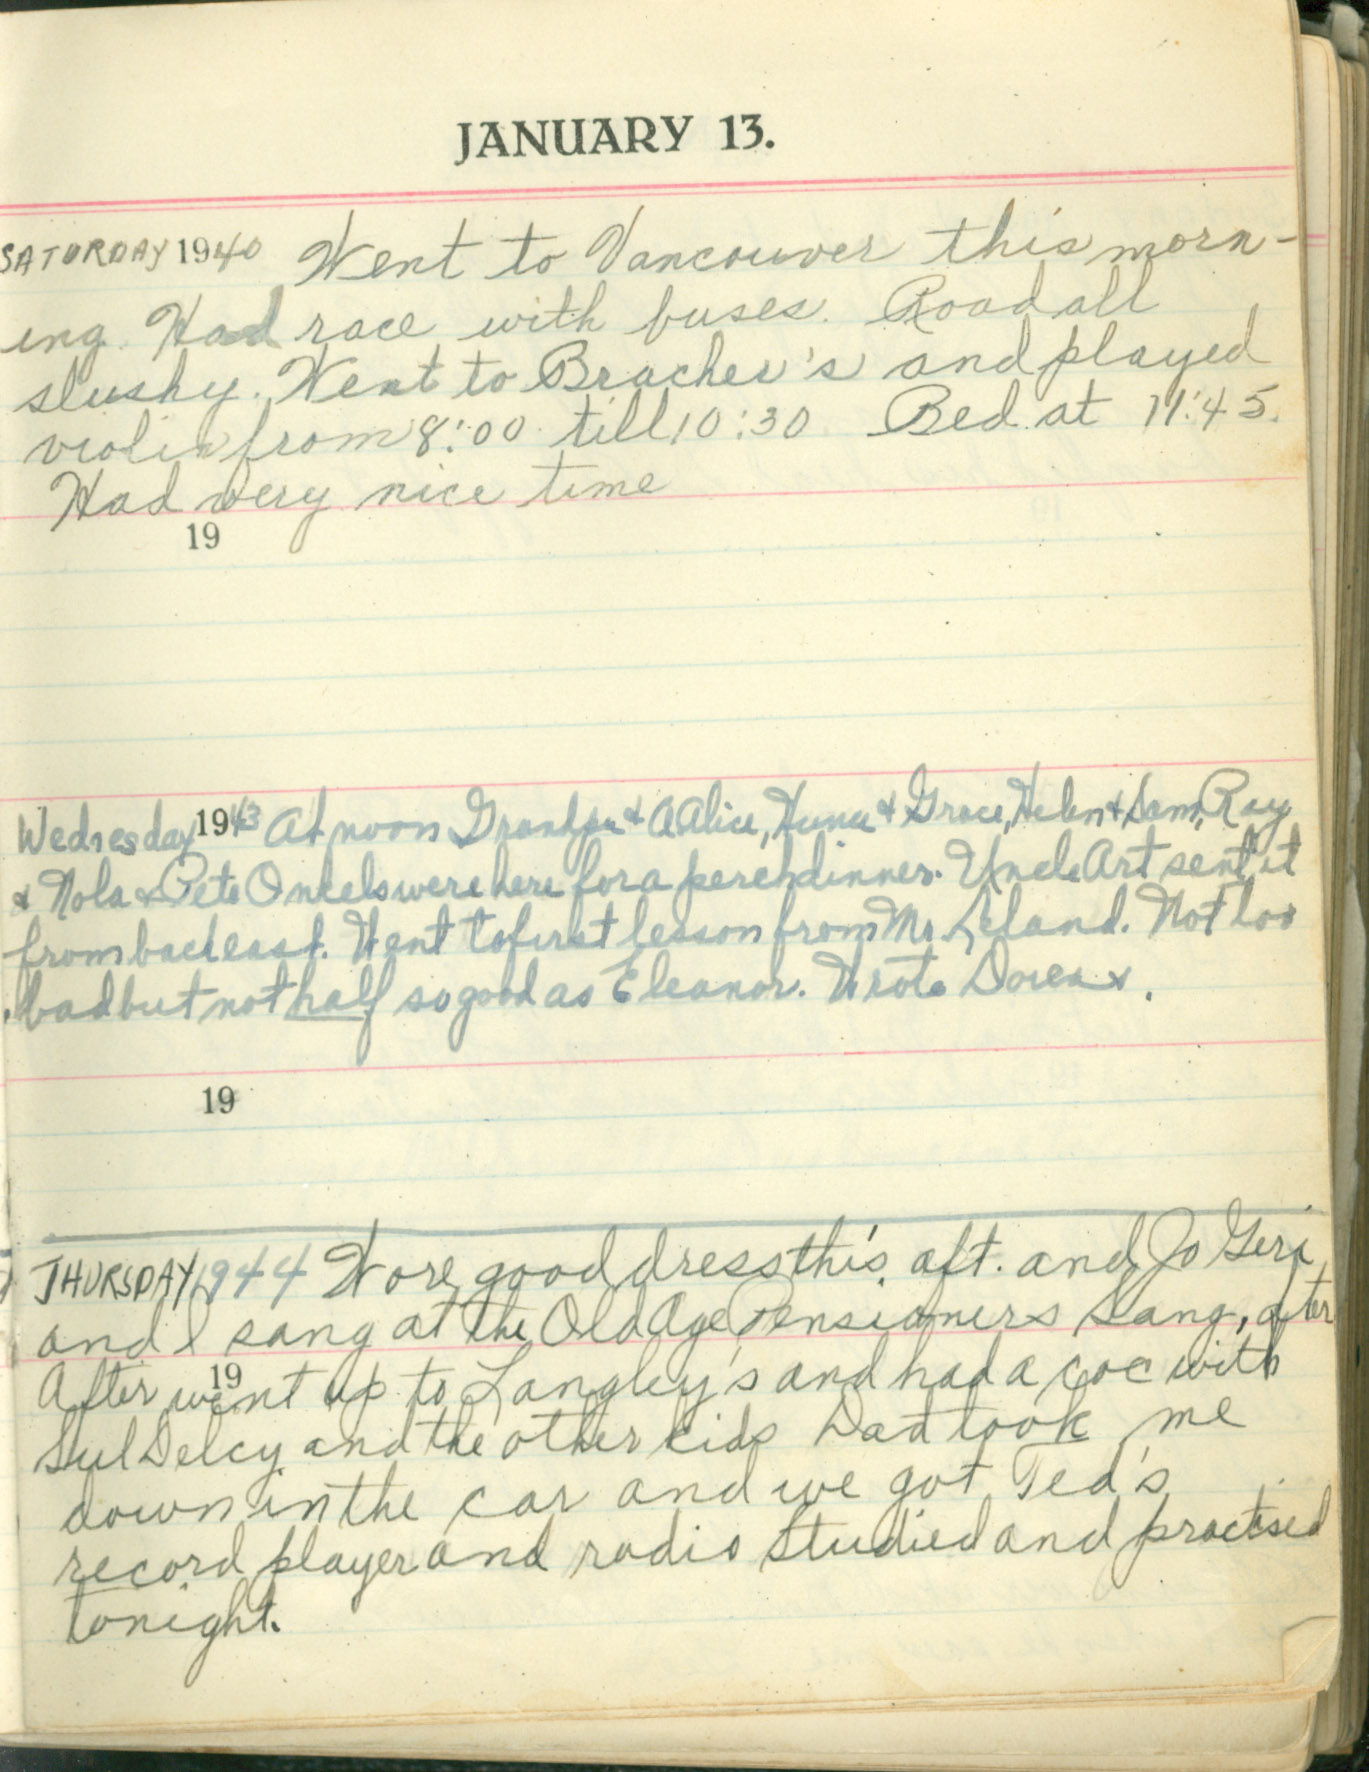 JANUARY 13.
SATURDAY 1940 Went to Vancouver this morn-
ing. Had race with buses. Road all
slushy. Went to Bracher's and played
violin from 8:00 till 10:30 Bed at 11:45.
Had very nice time
19
Wednesday 1943 At noon Grandpa & A Alice, & Grace, Helen & Sam, Ray
& Nola & Pete Oneels were here for a perch dinner. Uncle Art sent it
from back east. Went to first lesson from Mr. Leland. Not too
bad but not half so good as Eleanor. Wrote
19
THURSDAY 1944 Wore good dress this aft. and Jo Geri
and I sang at the Old Age Pensioners Sang, after
19
After went up to Langley's and had a coc with
Delcy and the other kids Dad took me
down in the car and we got Ted's
record player and radio Studied and practised
tonight.